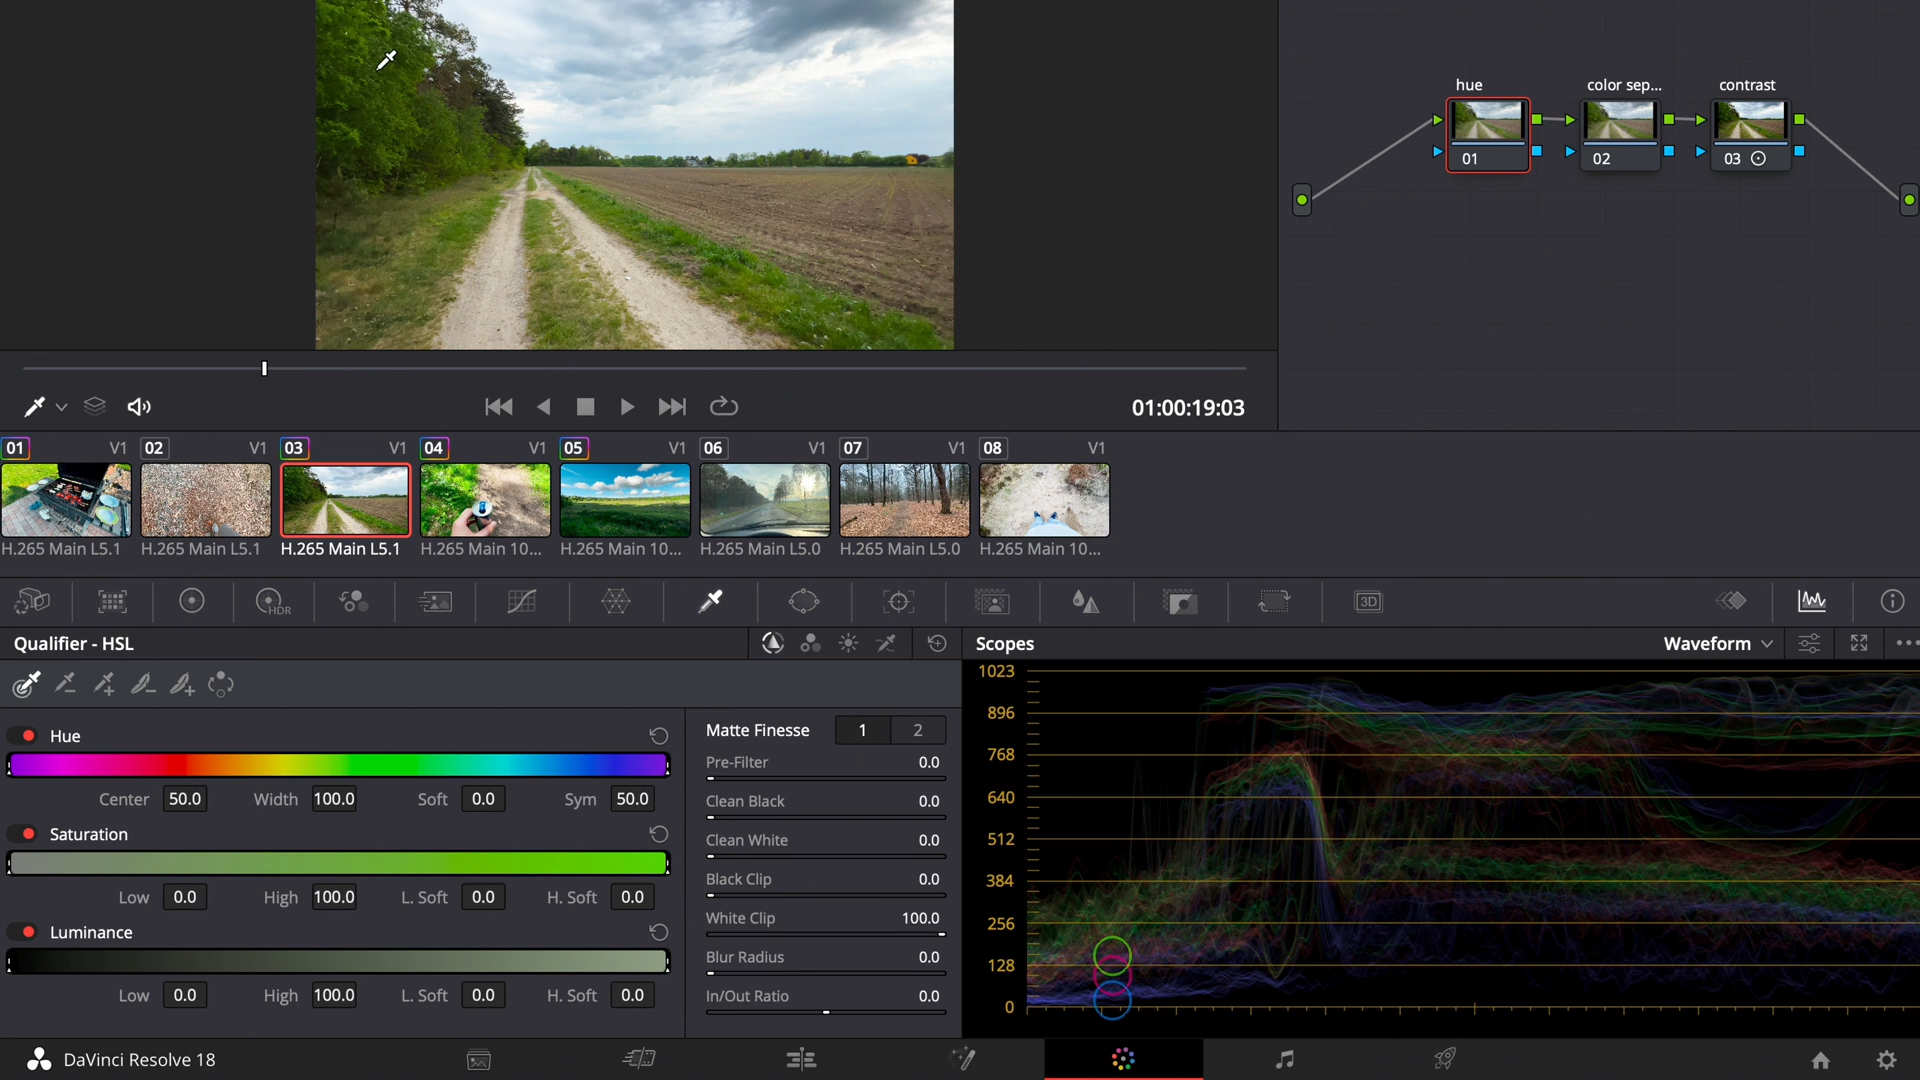 hue
color sep...
contrast
01
02
03
01:00:19:03
01 V1 02 V1 03 V1 04 V1 05 V1 06 V1 07 V1 08 V1
H.265 Main L5.1 H.265 Main L5.1 H.265 Main L5.1 H.265 Main 10... H.265 Main 10... H.265 Main L5.0 H.265 Main L5.0 H.265 Main 10...
HDR
3D
Qualifier - HSL
Scopes
Waveform
Hue
Center 50.0 Width 100.0 Soft 0.0 Sym 50.0
Saturation
Low 0.0 High 100.0 L. Soft 0.0 H. Soft 0.0
Luminance
Low 0.0 High 100.0 L. Soft 0.0 H. Soft 0.0
Matte Finesse 1 2
Pre-Filter 0.0
Clean Black 0.0
Clean White 0.0
Black Clip 0.0
White Clip 100.0
Blur Radius 0.0
In/Out Ratio 0.0
1023
896
768
640
512
384
256
128
0
DaVinci Resolve 18